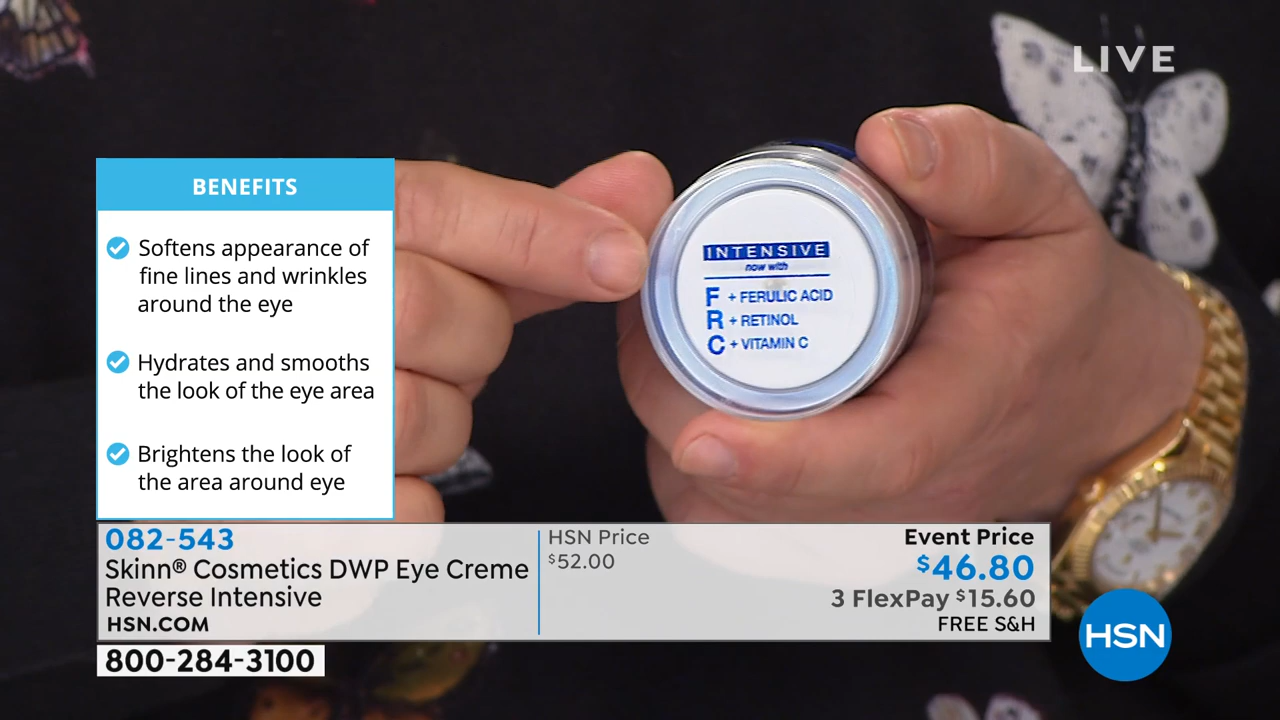 LIVE
BENEFITS
Softens appearance of
fine lines and wrinkles
around the eye
Hydrates and smooths
the look of the eye area
Brightens the look of
the area around eye
INTENSIVE
now with
F + FERULIC ACID
R + RETINOL
C + VITAMIN C
082-543
Skinn® Cosmetics DWP Eye Creme
Reverse Intensive
HSN.COM
HSN Price
$52.00
Event Price
$46.80
3 FlexPay $15.60
FREE S&H
800-284-3100
HSN